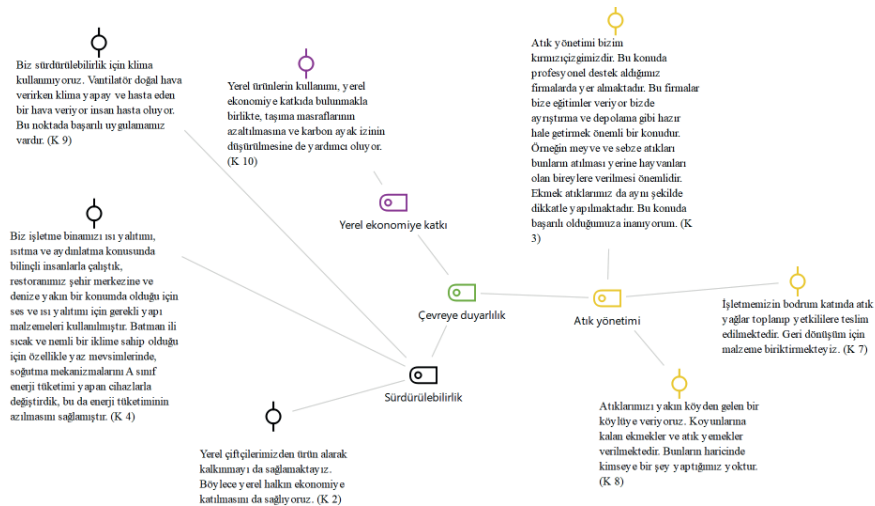 Biz sürdürülebilirlik için klima
kullanmıyoruz. Vantilatör doğal hava
verirken klima yapay ve hasta eden
bir hava veriyor insan hasta oluyor.
Bu noktada başarılı uygulamamız
vardır. (K 9)
Yerel ürünlerin kullanımı, yerel
ekonomiye katkıda bulunmakla
birlikte, taşıma masraflarının
azaltılmasına ve karbon ayak izinin
düşürülmesine de yardımcı oluyor.
(K 10)
Atık yönetimi bizim
kırmızıçizgimizdir. Bu konuda
profesyonel destek aldığımız
firmalarda yer almaktadır. Bu firmalar
bize eğitimler veriyor bizde
ayrıştırma ve depolama gibi hazır
hale getirmek önemli bir konudur.
Örneğin meyve ve sebze atıkları
bunların atılması yerine hayvanları
olan bireylere verilmesi önemlidir.
Ekmek atıklarımız da aynı şekilde
dikkatle yapılmaktadır. Bu konuda
başarılı olduğumuza inanıyorum. (K
3)
Yerel ekonomiye katkı
Biz işletme binamızı ısı yalıtımı,
ısıtma ve aydınlatma konusunda
bilinçli insanlarla çalıştık,
restoranımız şehir merkezine ve
denize yakın bir konumda olduğu için
ses ve ısı yalıtımı için gerekli yapı
malzemeleri kullanılmıştır. Batman ili
sıcak ve nemli bir iklime sahip olduğu
için özellikle yaz mevsimlerinde,
soğutma mekanizmalarını A sınıf
enerji tüketimi yapan cihazlarla
değiştirdik, bu da enerji tüketiminin
azılmasını sağlamıştır. (K 4)
Çevreye duyarlılık
Atık yönetimi
İşletmemizin bodrum katında atık
yağlar toplanıp yetkililere teslim
edilmektedir. Geri dönüşüm için
malzeme biriktirmekteyiz. (K 7)
Sürdürülebilirlik
Atıklarımızı yakın köyden gelen bir
köylüye veriyoruz. Koyunlarına
kalan ekmekler ve atık yemekler
verilmektedir. Bunların haricinde
kimseye bir şey yaptığımız yoktur.
(K 8)
Yerel çiftçilerimizden ürün alarak
kalkınmayı da sağlamaktayız.
Böylece yerel halkın ekonomiye
katılmasını da sağlıyoruz. (K 2)